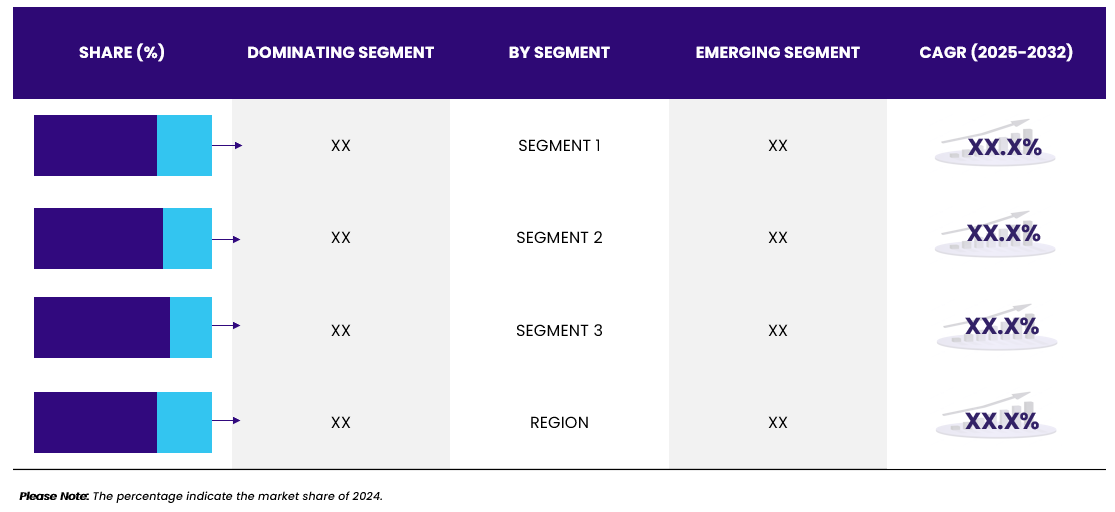 SHARE (%) DOMINATING SEGMENT BY SEGMENT EMERGING SEGMENT CAGR (2025-2032)
XX SEGMENT 1 XX XX.X%
XX SEGMENT 2 XX XX.X%
XX SEGMENT 3 XX XX.X%
XX REGION XX XX.X%
Please Note: The percentage indicate the market share of 2024.